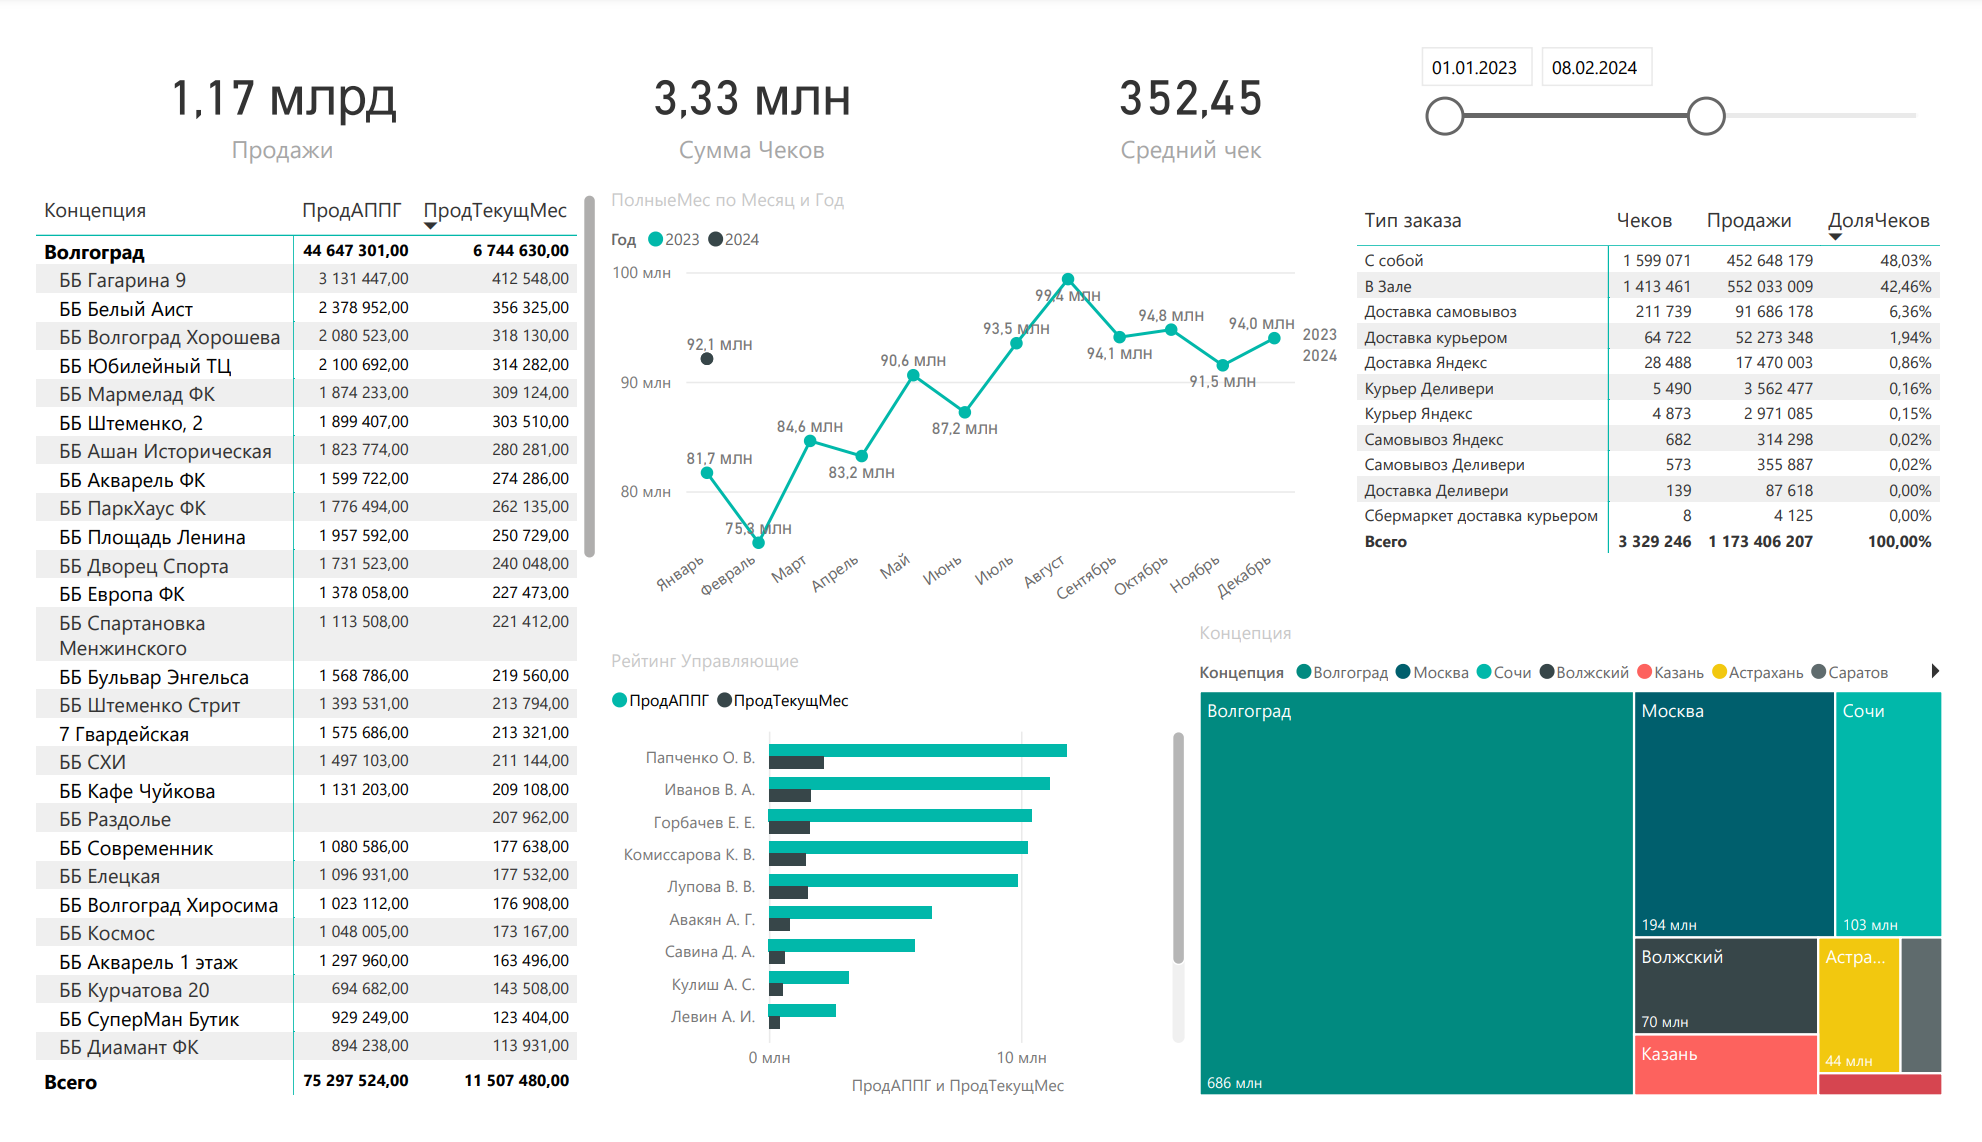 1,17 млрд
Продажи
3,33 млн
Сумма Чеков
352,45
Средний чек
01.01.2023 08.02.2024
Концепция ПродАППГ ПродТекущМес
Волгоград 44 647 301,00 6 744 630,00
ББ Гагарина 9 3 131 447,00 412 548,00
ББ Белый Аист 2 378 952,00 356 325,00
ББ Волгоград Хорошева 2 080 523,00 318 130,00
ББ Юбилейный ТЦ 2 100 692,00 314 282,00
ББ Мармелад ФК 1 874 233,00 309 124,00
ББ Штеменко, 2 1 899 407,00 303 510,00
ББ Ашан Историческая 1 823 774,00 280 281,00
ББ Акварель ФК 1 599 722,00 274 286,00
ББ ПаркХаус ФК 1 776 494,00 262 135,00
ББ Площадь Ленина 1 957 592,00 250 729,00
ББ Дворец Спорта 1 731 523,00 240 048,00
ББ Европа ФК 1 378 058,00 227 473,00
ББ Спартановка 1 113 508,00 221 412,00
Менжинского
ББ Бульвар Энгельса 1 568 786,00 219 560,00
ББ Штеменко Стрит 1 393 531,00 213 794,00
7 Гвардейская 1 575 686,00 213 321,00
ББ СХИ 1 497 103,00 211 144,00
ББ Кафе Чуйкова 1 131 203,00 209 108,00
ББ Раздолье 207 962,00
ББ Современник 1 080 586,00 177 638,00
ББ Елецкая 1 096 931,00 177 532,00
ББ Волгоград Хиросима 1 023 112,00 176 908,00
ББ Космос 1 048 005,00 173 167,00
ББ Акварель 1 этаж 1 297 960,00 163 496,00
ББ Курчатова 20 694 682,00 143 508,00
ББ СуперМан Бутик 929 249,00 123 404,00
ББ Диамант ФК 894 238,00 113 931,00
Всего 75 297 524,00 11 507 480,00
ПолныеМес по Месяц и Год
Год 2023 2024
100 млн
90 млн
80 млн
92,1 млн
81,7 млн
75,3 млн
84,6 млн
83,2 млн
90,6 млн
87,2 млн
93,5 млн
99,4 млн
94,1 млн
94,8 млн
91,5 млн
94,0 млн
2023
2024
Январь
Февраль
Март
Апрель
Май
Июнь
Июль
Август
Сентябрь
Октябрь
Ноябрь
Декабрь
Тип заказа Чеков Продажи ДоляЧеков
С собой 1 599 071 452 648 179 48,03%
В Зале 1 413 461 552 033 009 42,46%
Доставка самовывоз 211 739 91 686 178 6,36%
Доставка курьером 64 722 52 273 348 1,94%
Доставка Яндекс 28 488 17 470 003 0,86%
Курьер Деливери 5 490 3 562 477 0,16%
Курьер Яндекс 4 873 2 971 085 0,15%
Самовывоз Яндекс 682 314 298 0,02%
Самовывоз Деливери 573 355 887 0,02%
Доставка Деливери 139 87 618 0,00%
Сбермаркет доставка курьером 8 4 125 0,00%
Всего 3 329 246 1 173 406 207 100,00%
Рейтинг Управляющие
ПродАППГ ПродТекущМес
Папченко О. В.
Иванов В. А.
Горбачев Е. Е.
Комиссарова К. В.
Лупова В. В.
Авакян А. Г.
Савина Д. А.
Кулиш А. С.
Левин А. И.
0 млн 10 млн
ПродАППГ и ПродТекущМес
Концепция
Концепция Волгоград Москва Сочи Волжский Казань Астрахань Саратов
Волгоград
686 млн
Москва
194 млн
Сочи
103 млн
Волжский
70 млн
Казань
Астра...
44 млн